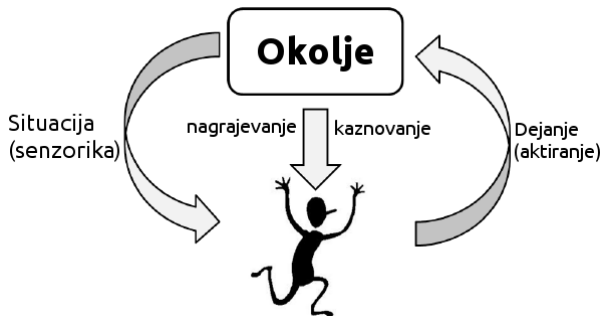 Okolje
Situacija
(senzorika)
nagrajevanje
kaznovanje
Dejanje
(aktiranje)